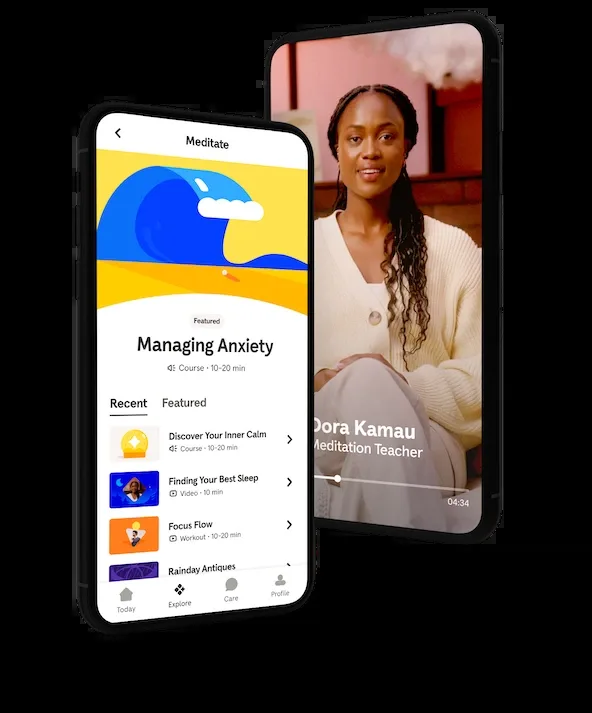 Meditate
Featured
Managing Anxiety
Course • 10-20 min
Recent
Featured
Discover Your Inner Calm
Course • 10-20 min
Finding Your Best Sleep
Video • 10 min
Focus Flow
Workout • 10-20 min
Rainday Antiques
Today
Explore
Care
Profile
Dora Kamau
Meditation Teacher
04:34